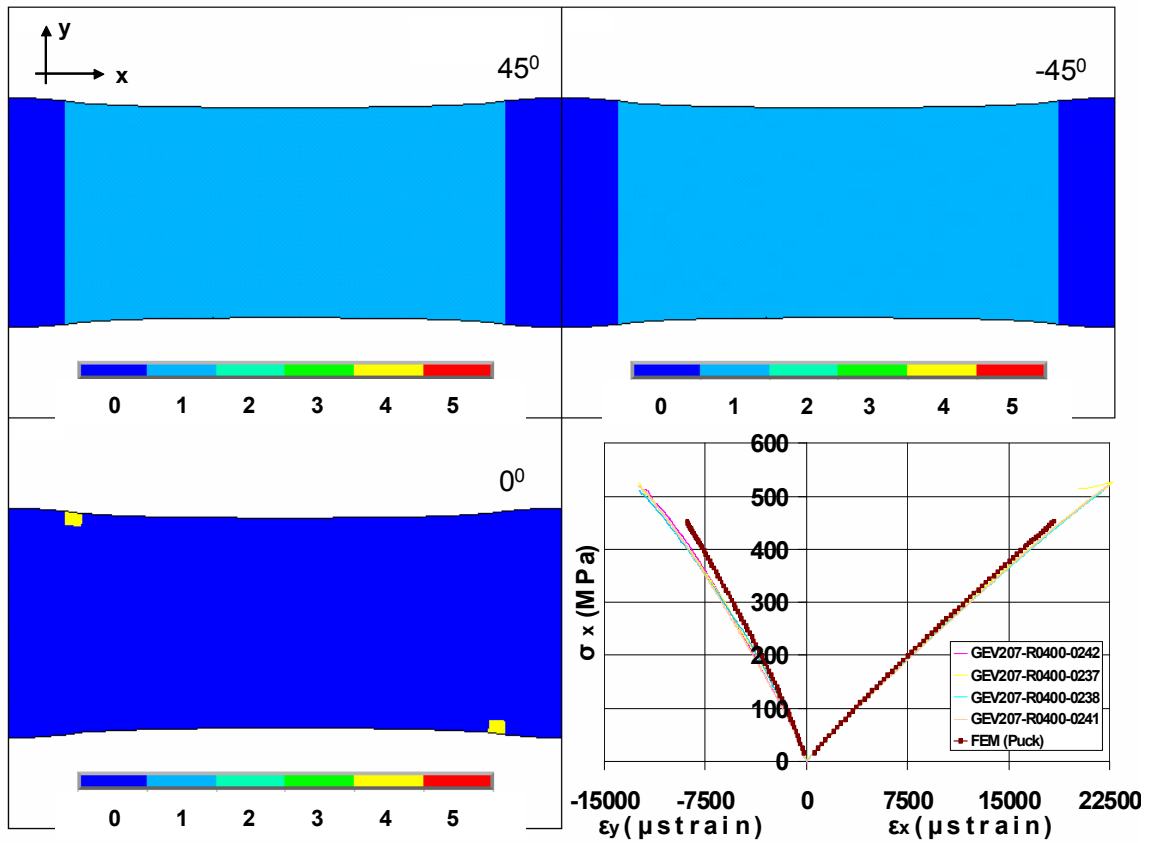 y
x
45⁰
-45⁰
0 1 2 3 4 5
0 1 2 3 4 5
0⁰
0 1 2 3 4 5
600
500
400
300
200
100
0
σ x (MPa)
GEV207-R0400-0242
GEV207-R0400-0237
GEV207-R0400-0238
GEV207-R0400-0241
FEM (Puck)
-15000 -7500 0 7500 15000 22500
εy (μstrain) εx (μstrain)